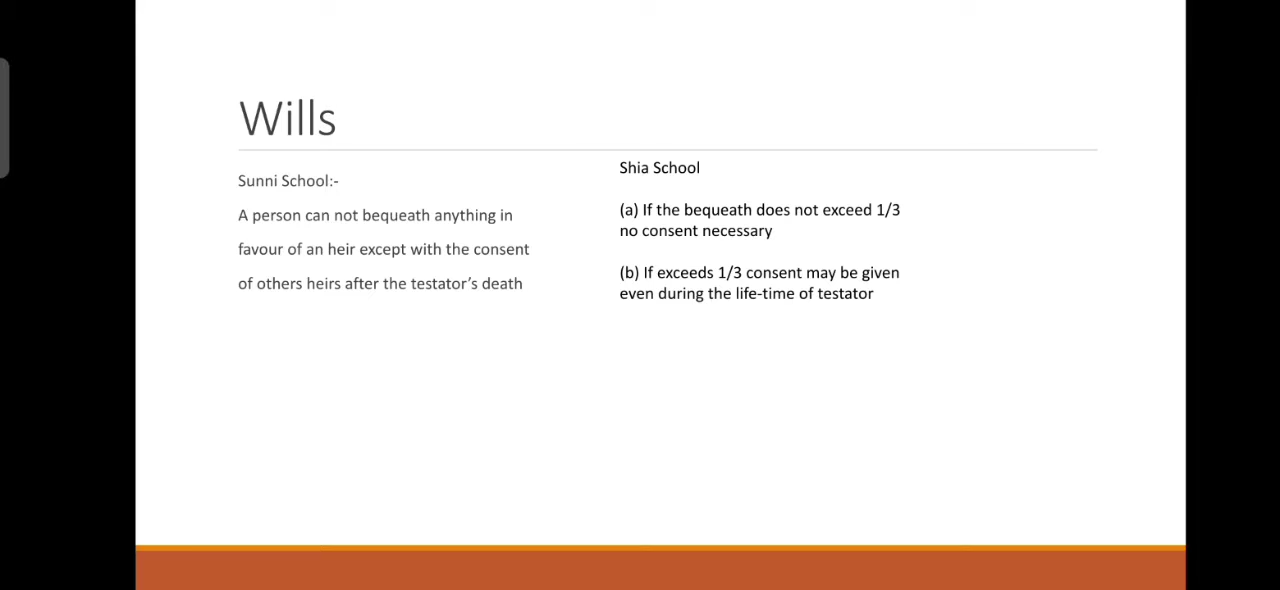 Wills
Sunni School:-
A person can not bequeath anything in
favour of an heir except with the consent
of others heirs after the testator’s death
Shia School
(a) If the bequeath does not exceed 1/3
no consent necessary
(b) If exceeds 1/3 consent may be given
even during the life-time of testator